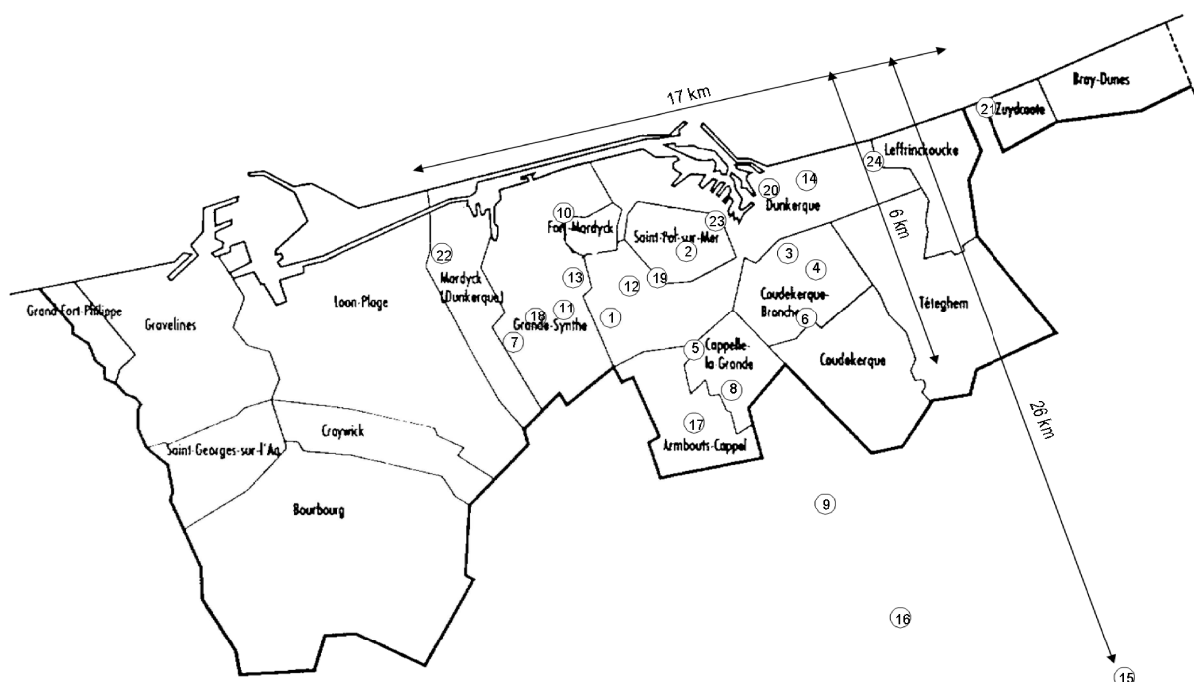 17 km
Bray-Dunes
21
Zuydcoote
Leffrinckoucke
24
14
20
Dunkerque
6 km
10
Fort-Mardyck
23
Saint-Pol-sur-Mer
2
22
Mardyck
(Dunkerque)
13
19
12
3
4
Coudekerque-
Branche
6
Téteghem
Grand-Fort-Philippe
Gravelines
Loon-Plage
18
11
Grande-Synthe
7
1
5
Cappelle-
la Grande
8
Coudekerque
17
Armbouts-Cappel
26 km
Craywick
Saint-Georges-sur-l'Aa
Bourbourg
9
16
15